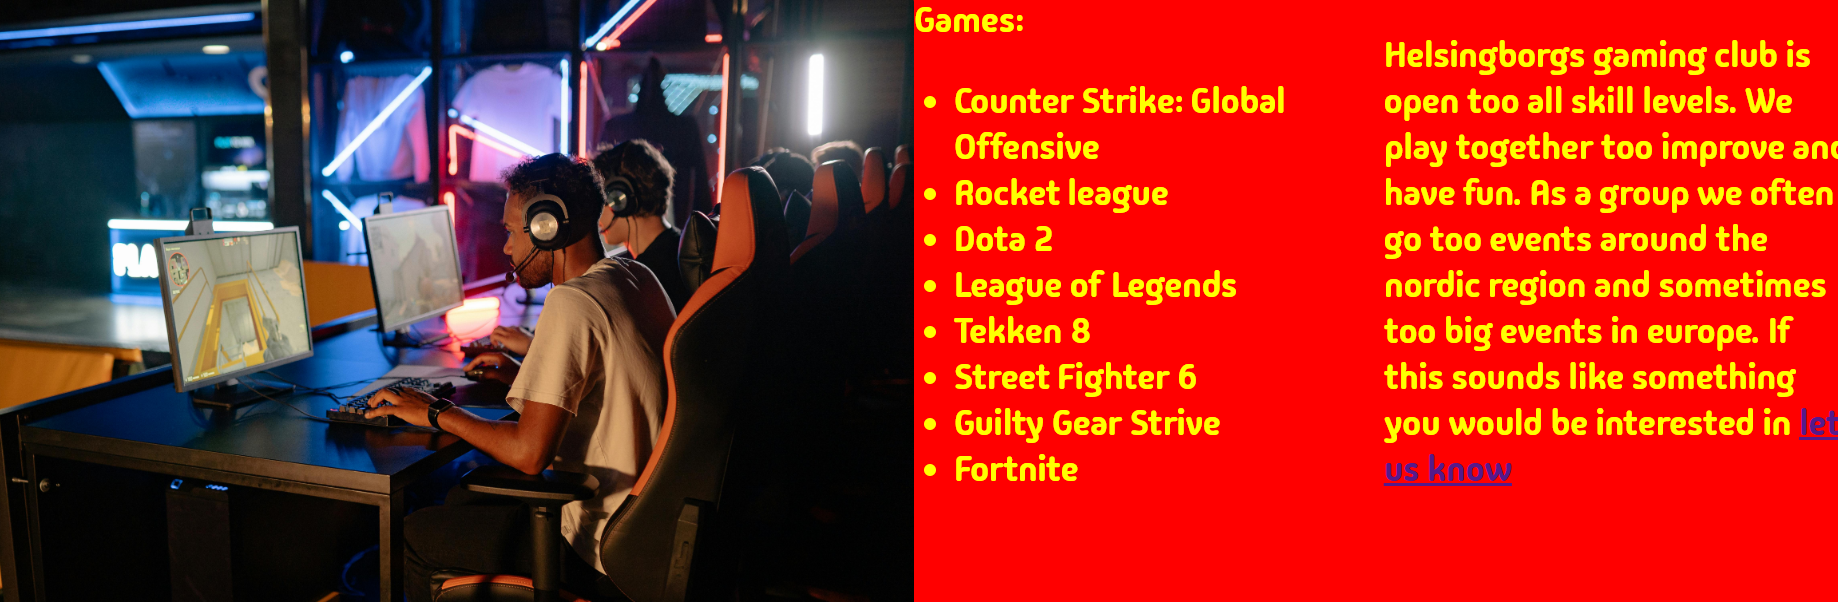 Games:
Counter Strike: Global
Offensive
Rocket league
Dota 2
League of Legends
Tekken 8
Street Fighter 6
Guilty Gear Strive
Fortnite
Helsingborgs gaming club is
open too all skill levels. We
play together too improve and
have fun. As a group we often
go too events around the
nordic region and sometimes
too big events in europe. If
this sounds like something
you would be interested in let
us know